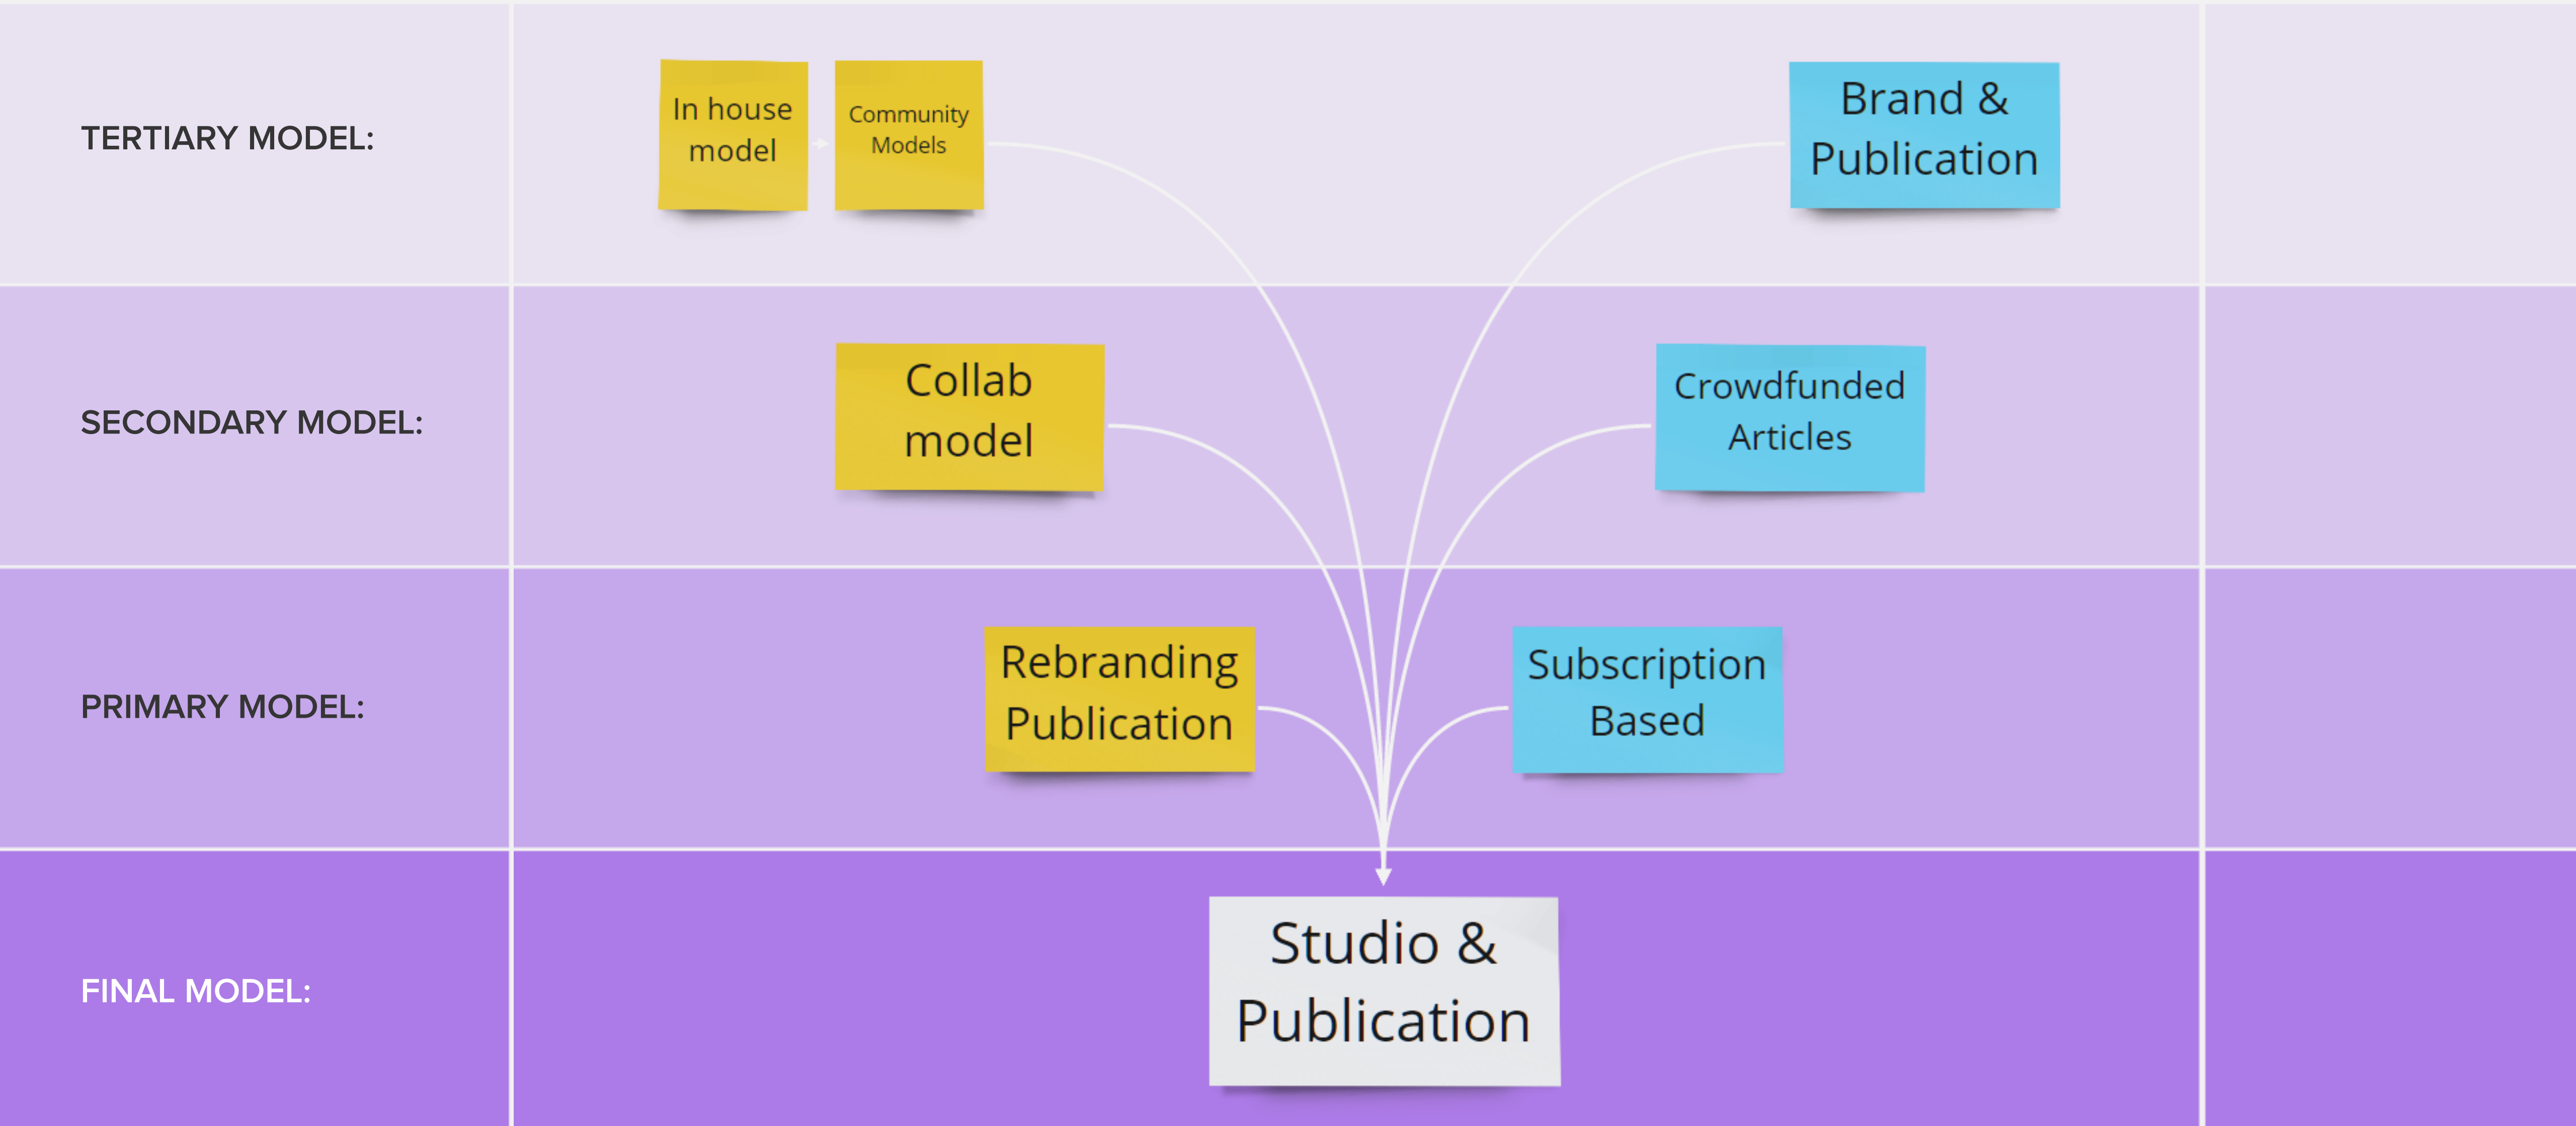 TERTIARY MODEL:
In house
model
Community
Models
Brand &
Publication
SECONDARY MODEL:
Collab
model
Crowdfunded
Articles
PRIMARY MODEL:
Rebranding
Publication
Subscription
Based
FINAL MODEL:
Studio &
Publication